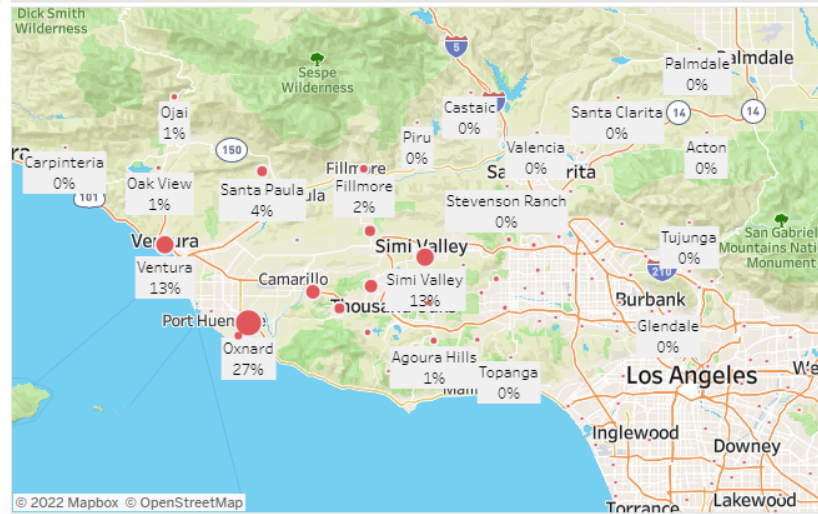 Dick Smith
Wilderness
5
Palmdale
Palmdale
0%
Sespe
Wilderness
Ojai
1%
Castaic
0%
Santa Clarita
0%
14
14
Piru
0%
150
Valencia
0%
Acton
0%
Carpinteria
0%
Oak View
1%
Santa Paula
4%
Fillmore
Fillmore
2%
101
Stevenson Ranch
0%
Ventura
Ventura
13%
Simi Valley
Simi Valley
13%
Tujunga
0%
San Gabriel
Mountains Nati
Monument
210
Camarillo
Burbank
Port Huen
Oxnard
27%
Glendale
0%
Agoura Hills
1%
Topanga
0%
Los Angeles
We
Inglewood
Downey
Torrance
Lakewood
© 2022 Mapbox © OpenStreetMap